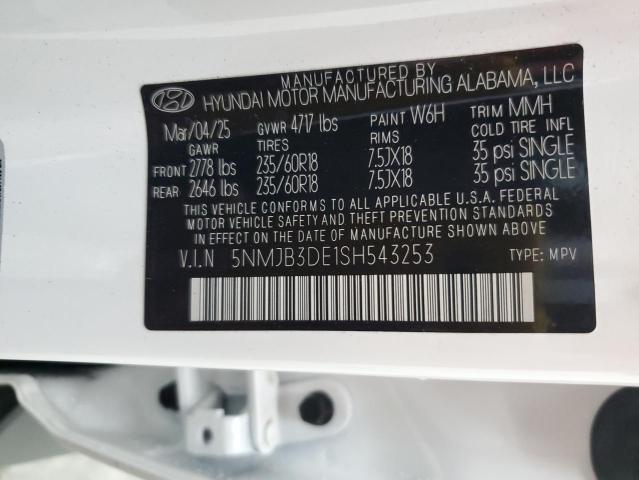 MANUFACTURED BY
HYUNDAI MOTOR MANUFACTURING ALABAMA, LLC
Mar/04/25 GVWR 4717 lbs PAINT W6H TRIM MMH
GAWR TIRES RIMS COLD TIRE INFL
FRONT 2778 lbs 235/60R18 7.5JX18 35 psi SINGLE
REAR 2646 lbs 235/60R18 7.5JX18 35 psi SINGLE
THIS VEHICLE CONFORMS TO ALL APPLICABLE U.S.A. FEDERAL
MOTOR VEHICLE SAFETY AND THEFT PREVENTION STANDARDS
IN EFFECT ON THE DATE OF MANUFACTURE SHOWN ABOVE
V.I.N 5NMJB3DE1SH543253 TYPE: MPV